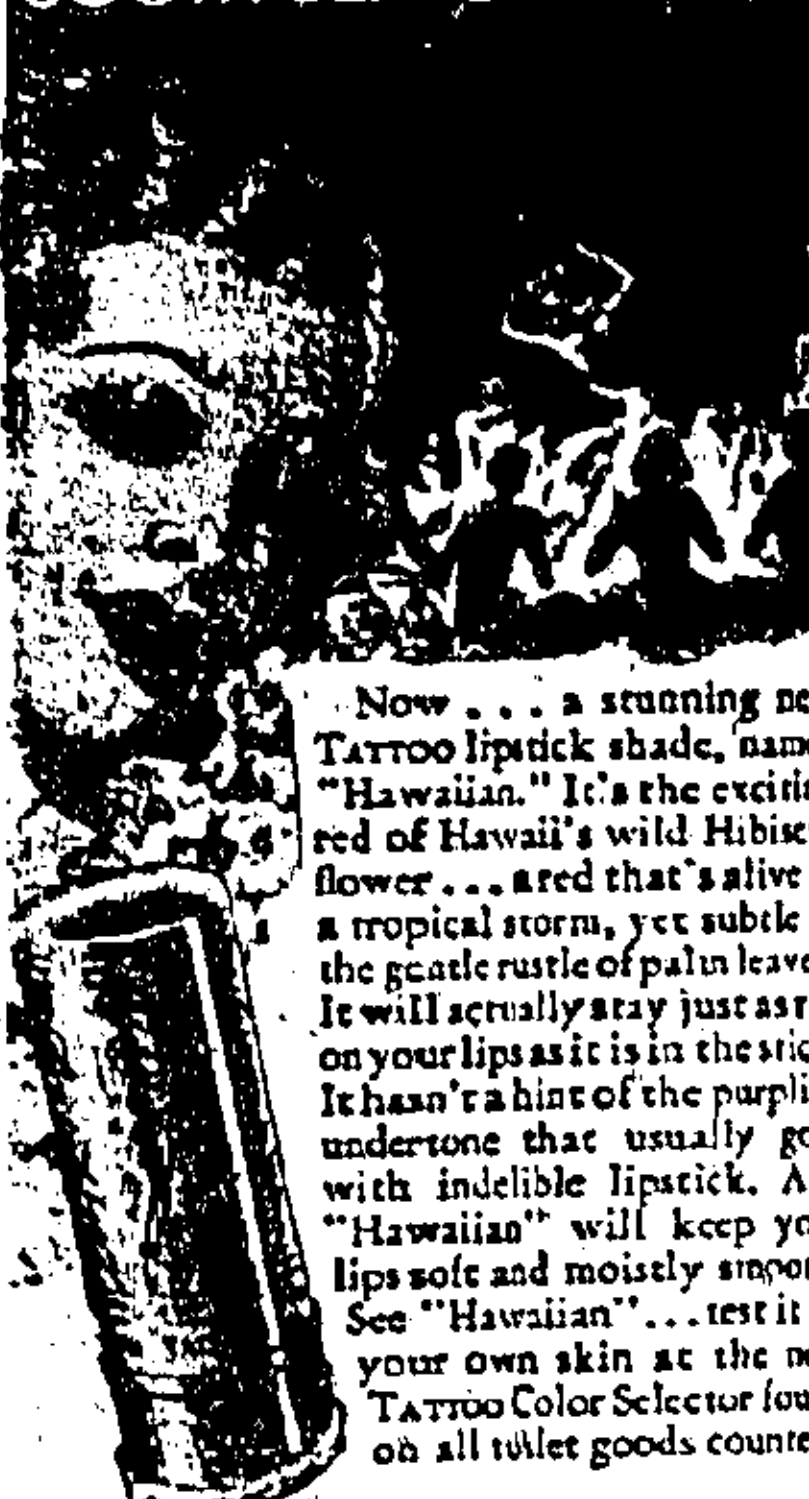 Now . . . a stunning ne
TATTOO lipstick shade, nam
"Hawaiian." It's the exciti
red of Hawaii's wild Hibisc
flower . . . a red that's alive
a tropical storm, yet subtle
the gentle rustle of palm leave
It will actually stay just as r
on your lips as it is in the stic
It hasn't a hint of the purpli
undertone that usually go
with indelible lipstick. A
"Hawaiian" will keep yo
lips soft and moistly smoo
See "Hawaiian" . . . test it
your own skin at the ne
TATTOO Color Selector fou
on all toilet goods counte